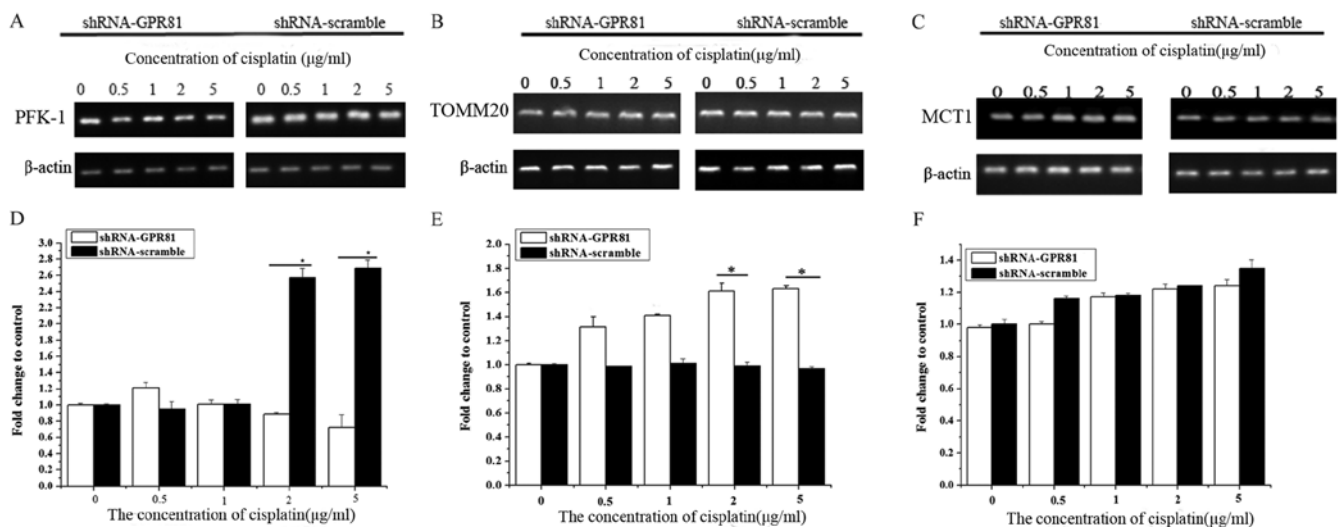 A shRNA-GPR81 shRNA-scramble
Concentration of cisplatin (μg/ml)
0 0.5 1 2 5 0 0.5 1 2 5
PFK-1
β-actin
B shRNA-GPR81 shRNA-scramble
Concentration of cisplatin(μg/ml)
0 0.5 1 2 5 0 0.5 1 2 5
TOMM20
β-actin
C shRNA-GPR81 shRNA-scramble
Concentration of cisplatin(μg/ml)
0 0.5 1 2 5 0 0.5 1 2 5
MCT1
β-actin
D
shRNA-GPR81
shRNA-scramble
* *
Fold change to control
3.0
2.8
2.6
2.4
2.2
2.0
1.8
1.6
1.4
1.2
1.0
0.8
0.6
0.4
0.2
0.0
0 0.5 1 2 5
The concentration of cisplatin(μg/ml)
E
shRNA-GPR81
shRNA-scramble
* *
Fold change to control
2.0
1.8
1.6
1.4
1.2
1.0
0.8
0.6
0.4
0.2
0.0
0 0.5 1 2 5
The concentration of cisplatin(μg/ml)
F
shRNA-GPR81
shRNA-scramble
Fold change to control
1.4
1.2
1.0
0.8
0.6
0.4
0.2
0.0
0 0.5 1 2 5
The concentration of cisplatin(μg/ml)